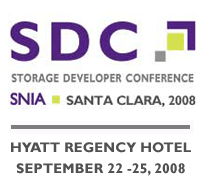 SDC
STORAGE DEVELOPER CONFERENCE
SNIA SANTA CLARA, 2008
HYATT REGENCY HOTEL
SEPTEMBER 22 -25, 2008